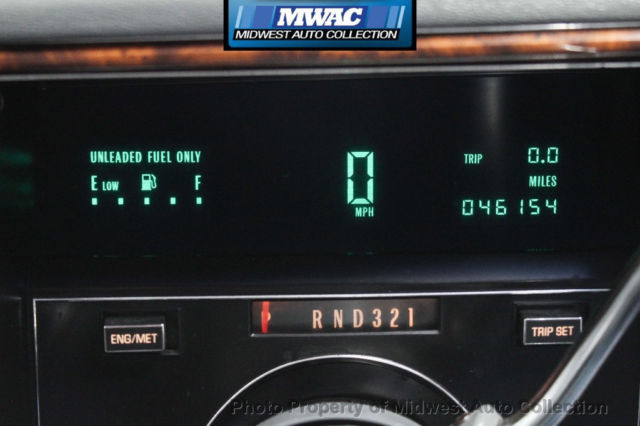 MWAC
MIDWEST AUTO COLLECTION
UNLEADED FUEL ONLY
E LOW F
0
MPH
TRIP 0.0
MILES
046154
RND321
ENG/MET
TRIP SET
Photo Property of Midwest Auto Collection